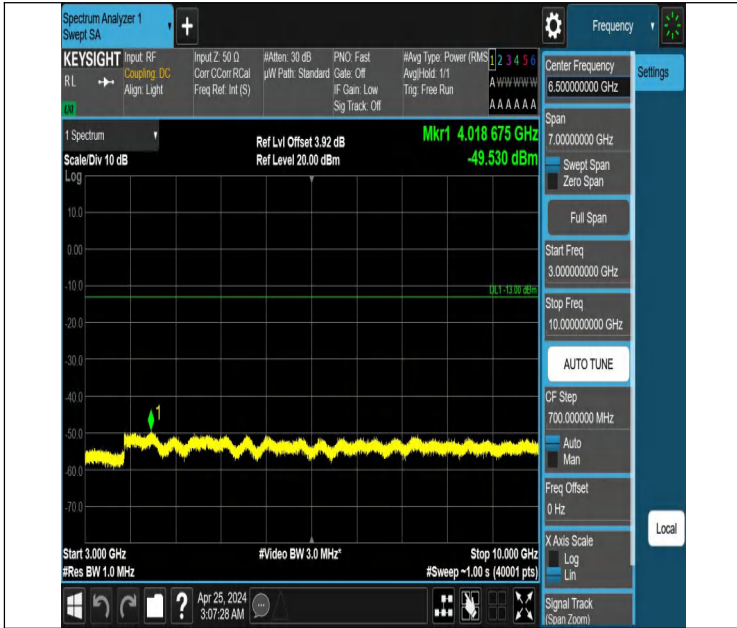 Spectrum Analyzer 1
Swept SA
+
Frequency
KEYSIGHT
RL
Input: RF
Coupling: DC
Align: Light
Input Z: 50 Ω
Corr CCorr RCal
Freq Ref: Int (S)
#Atten: 30 dB
µW Path: Standard
PNO: Fast
Gate: Off
IF Gain: Low
Sig Track: Off
#Avg Type: Power (RMS
Avg|Hold: 1/1
Trig: Free Run
1 2 3 4 5 6
A W W W W W
A A A A A A
1 Spectrum
Scale/Div 10 dB
Ref Lvl Offset 3.92 dB
Ref Level 20.00 dBm
Mkr1 4.018 675 GHz
-49.530 dBm
Log
10.0
0.00
-10.0
DL1 -13.00 dBm
-20.0
-30.0
-40.0
1
-50.0
-60.0
-70.0
Start 3.000 GHz
#Res BW 1.0 MHz
#Video BW 3.0 MHz*
Stop 10.000 GHz
#Sweep ~1.00 s (40001 pts)
Center Frequency
6.500000000 GHz
Settings
Span
7.00000000 GHz
Swept Span
Zero Span
Full Span
Start Freq
3.000000000 GHz
Stop Freq
10.000000000 GHz
AUTO TUNE
CF Step
700.000000 MHz
Auto
Man
Freq Offset
0 Hz
X Axis Scale
Log
Lin
Local
Signal Track
(Span Zoom)
?
Apr 25, 2024
3:07:28 AM